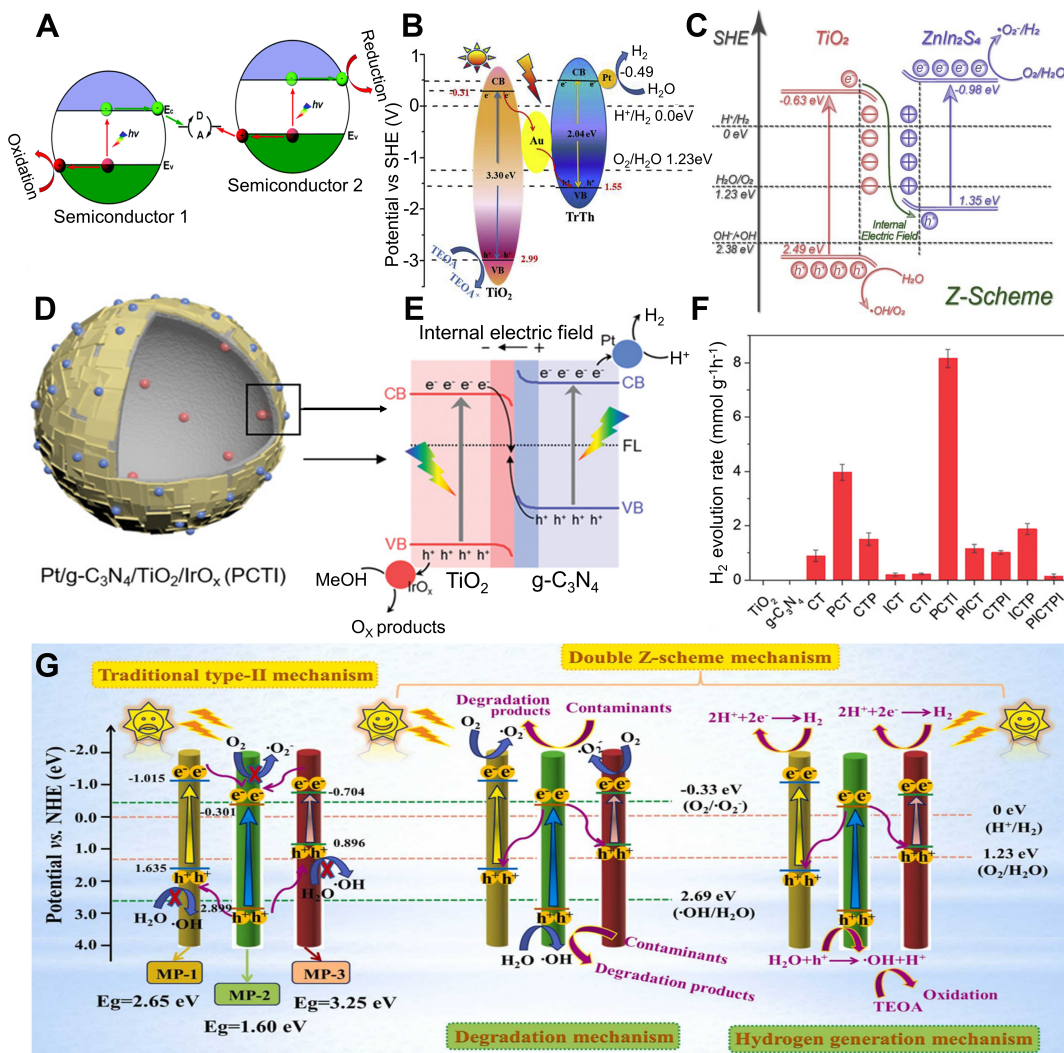 A
Reduction
hν
E_C
D
A
hν
E_V
E_V
Oxidation
Semiconductor 1
Semiconductor 2
B
Potential vs SHE (V)
1
0
-1
-2
-3
CB
e⁻ e⁻
-0.31
3.30 eV
h⁺ h⁺
VB
2.99
TiO₂
TEOA
TEOA⁺
Au
CB
e⁻ e⁻
Pt
2.04 eV
h⁺ h⁺
VB
1.55
TrTh
H₂
-0.49
H₂O
H⁺/H₂ 0.0eV
O₂/H₂O 1.23eV
C
SHE
TiO₂
ZnIn₂S₄
•O₂⁻/H₂
O₂/H₂O
e⁻
e⁻ e⁻ e⁻ e⁻
-0.63 eV
-0.98 eV
H⁺/H₂
0 eV
H₂O/O₂
1.23 eV
1.35 eV
h⁺
OH⁻/•OH
2.38 eV
Internal
Electric Field
2.49 eV
h⁺ h⁺ h⁺ h⁺
H₂O
•OH/O₂
Z-Scheme
D
Pt/g-C₃N₄/TiO₂/IrOₓ (PCTI)
E
Internal electric field
− +
H₂
Pt
H⁺
CB
e⁻ e⁻ e⁻ e⁻
e⁻ e⁻ e⁻ e⁻
CB
FL
VB
h⁺ h⁺ h⁺ h⁺
VB
h⁺ h⁺ h⁺ h⁺
MeOH
IrOₓ
TiO₂
g-C₃N₄
Oₓ products
F
H₂ evolution rate (mmol g⁻¹h⁻¹)
8
6
4
2
0
TiO₂
g-C₃N₄
CT
PCT
CTP
ICT
CTI
PCTI
PICT
CTPI
ICTP
PICTPI
G
Traditional type-II mechanism
Double Z-scheme mechanism
Potential vs. NHE (eV)
-2.0
-1.0
0.0
1.0
2.0
3.0
4.0
O₂
·O₂⁻
e⁻e⁻
e⁻e⁻
e⁻e⁻
-1.015
-0.301
-0.704
0.896
1.635
2.899
h⁺h⁺
h⁺h⁺
h⁺h⁺
H₂O
·OH
H₂O
·OH
MP-1
MP-2
MP-3
Eg=2.65 eV
Eg=1.60 eV
Eg=3.25 eV
Degradation
products
Contaminants
O₂
·O₂⁻
·O₂⁻
O₂
e⁻e⁻
e⁻e⁻
e⁻e⁻
h⁺h⁺
h⁺h⁺
h⁺h⁺
H₂O
·OH
Contaminants
Degradation products
Degradation mechanism
-0.33 eV
(O₂/·O₂⁻)
2.69 eV
(·OH/H₂O)
2H⁺+2e⁻
H₂
2H⁺+2e⁻
H₂
e⁻e⁻
e⁻e⁻
e⁻e⁻
0 eV
(H⁺/H₂)
1.23 eV
(O₂/H₂O)
h⁺h⁺
h⁺h⁺
h⁺h⁺
H₂O+h⁺
·OH+H⁺
TEOA
Oxidation
Hydrogen generation mechanism